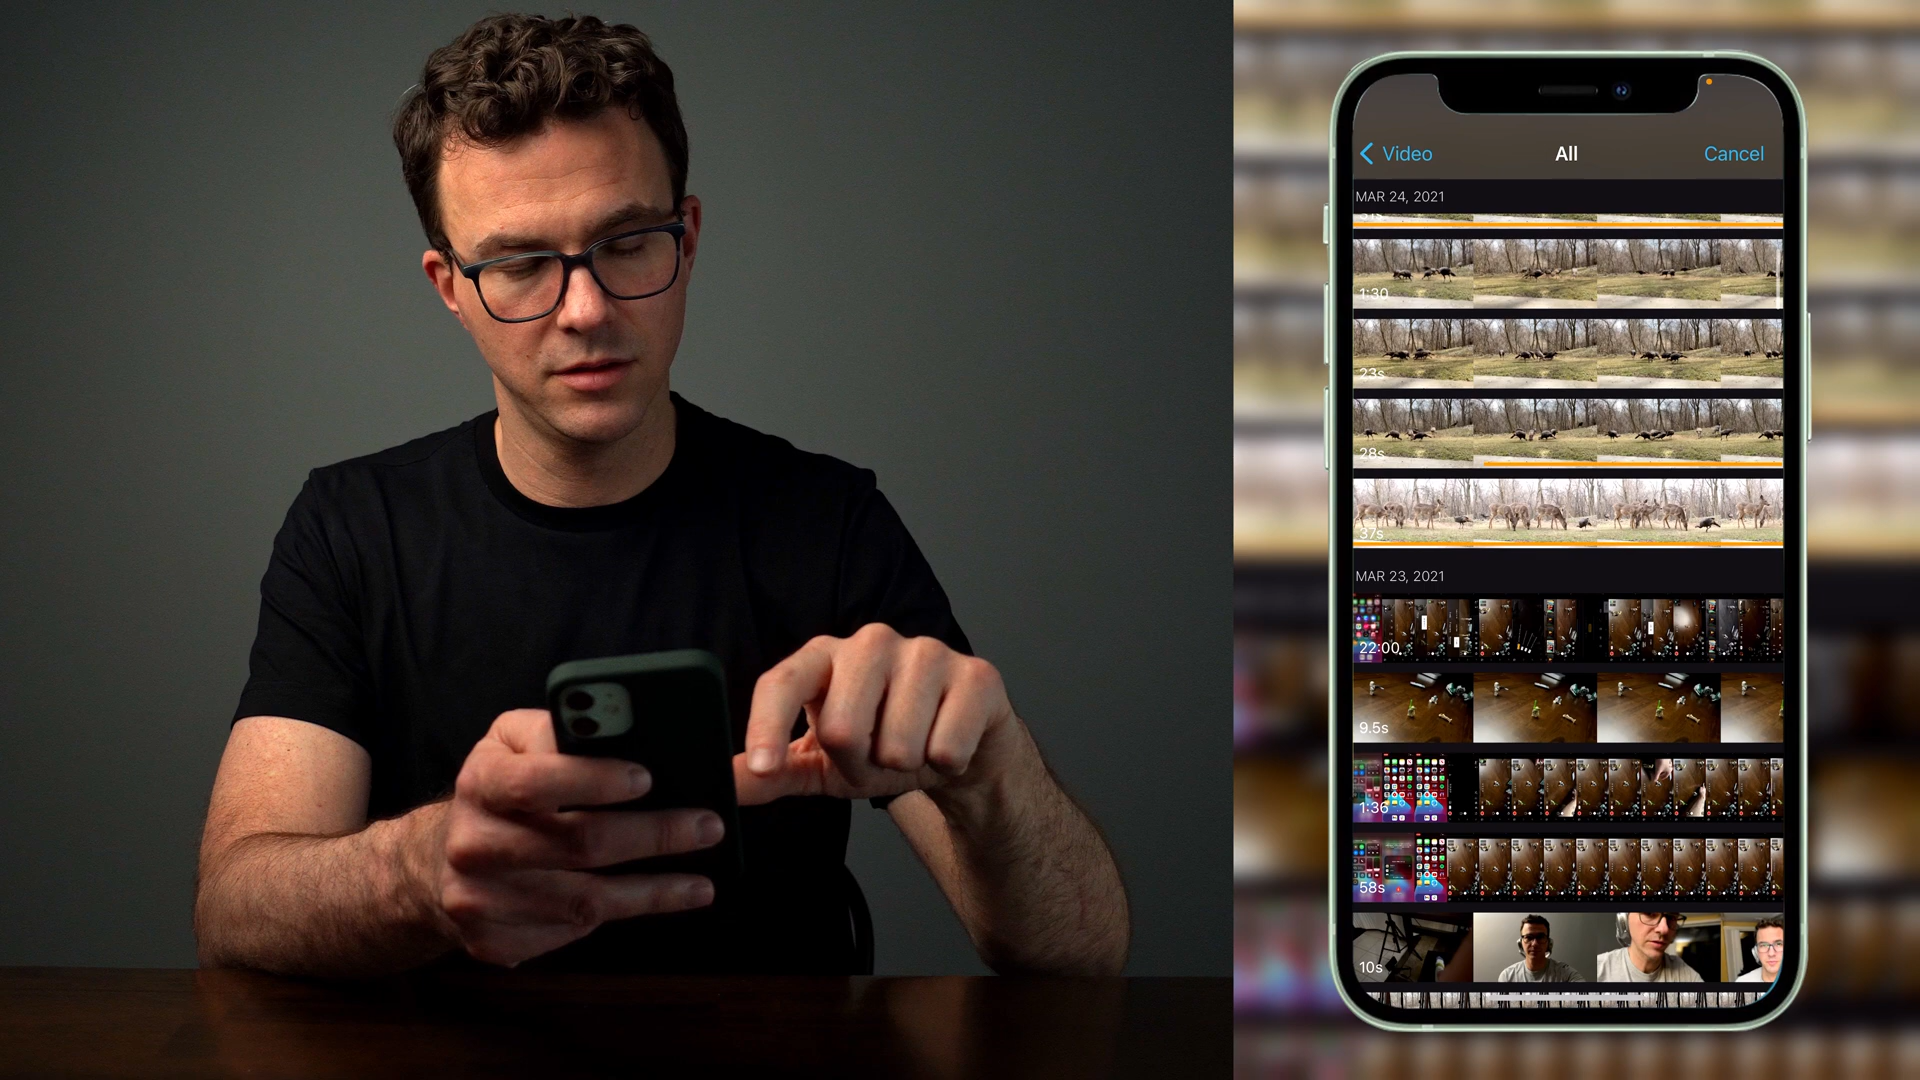 Video
All
Cancel
MAR 24, 2021
1:30
23s
28s
37s
MAR 23, 2021
22:00
9.5s
1:36
58s
10s